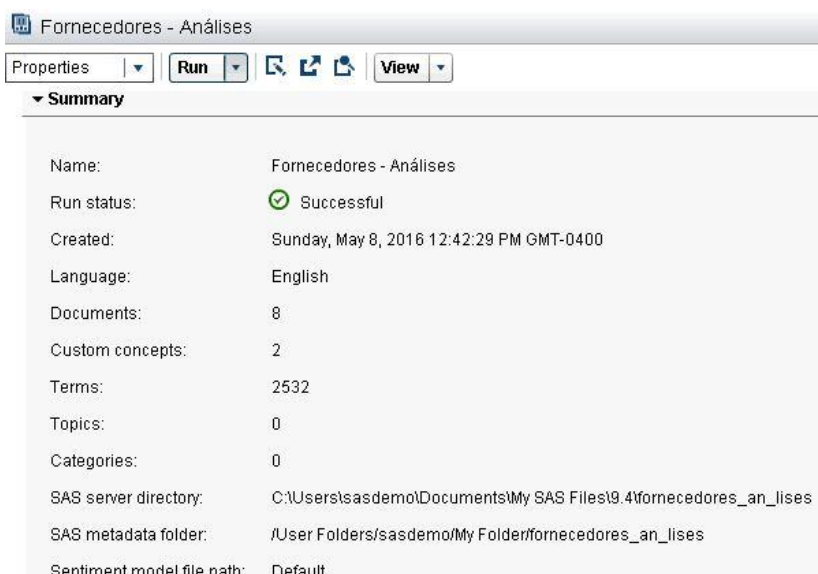 Fornecedores - Análises
Properties Run View
Summary
Name: Fornecedores - Análises
Run status: Successful
Created: Sunday, May 8, 2016 12:42:29 PM GMT-0400
Language: English
Documents: 8
Custom concepts: 2
Terms: 2532
Topics: 0
Categories: 0
SAS server directory: C:\Users\sasdemo\Documents\My SAS Files\9.4\fornecedores_an_lises
SAS metadata folder: /User Folders/sasdemo/My Folder/fornecedores_an_lises
Sentiment model file path: Default